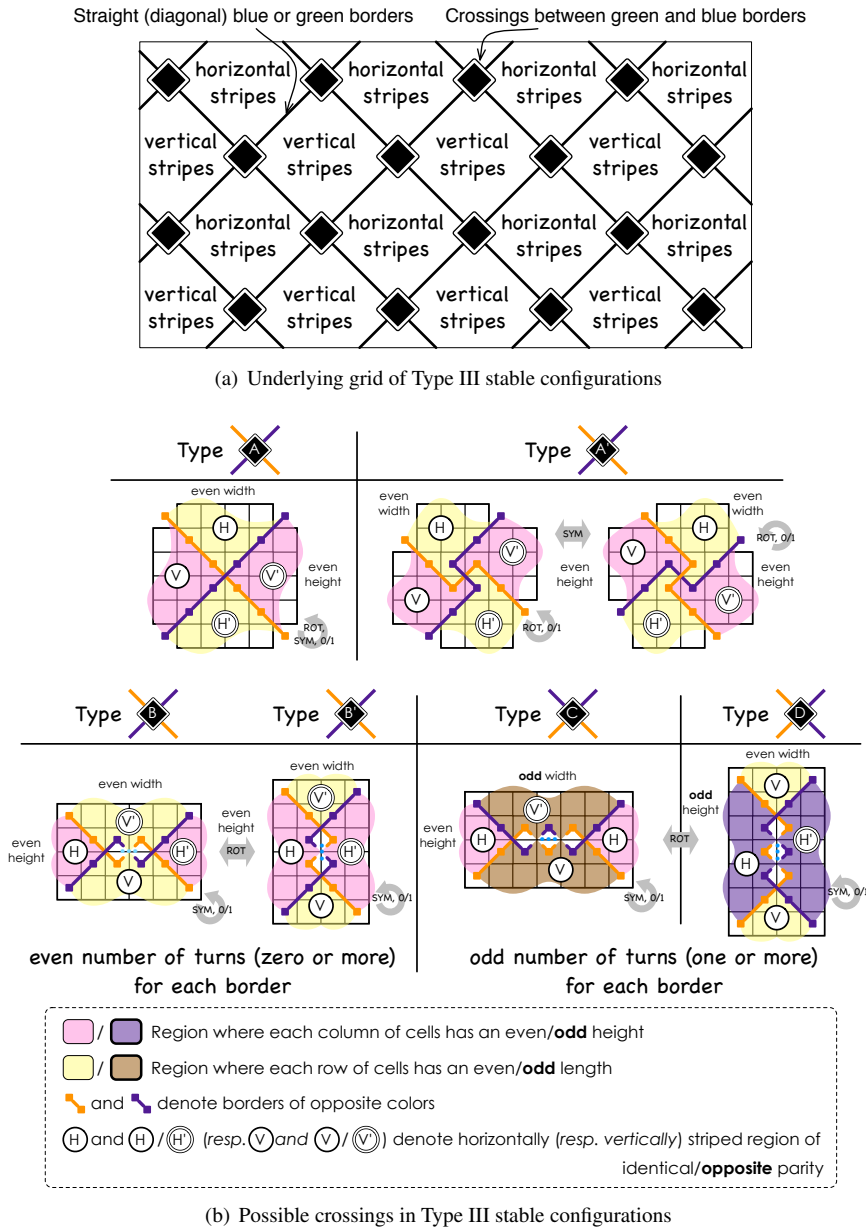 Straight (diagonal) blue or green borders
Crossings between green and blue borders
horizontal stripes
horizontal stripes
horizontal stripes
horizontal stripes
vertical stripes
vertical stripes
vertical stripes
vertical stripes
horizontal stripes
horizontal stripes
horizontal stripes
horizontal stripes
vertical stripes
vertical stripes
vertical stripes
vertical stripes
(a) Underlying grid of Type III stable configurations
Type A
Type A'
even width
H
V
V'
H'
even height
ROT, SYM, 0/1
even width
H
V'
V
H'
even height
ROT, 0/1
SYM
H
V
V'
H'
even width
ROT, 0/1
even height
Type B
Type B'
Type C
Type D
even width
even height
H
V'
H'
V
SYM, 0/1
ROT
even width
even height
V'
H
H'
V
SYM, 0/1
odd width
even height
H
V'
H
V
SYM, 0/1
ROT
even width
odd height
V
H'
H
V
SYM, 0/1
even number of turns (zero or more)
for each border
odd number of turns (one or more)
for each border
/ Region where each column of cells has an even/odd height
/ Region where each row of cells has an even/odd length
and denote borders of opposite colors
H and H / H' (resp. V and V / V') denote horizontally (resp. vertically) striped region of
identical/opposite parity
(b) Possible crossings in Type III stable configurations